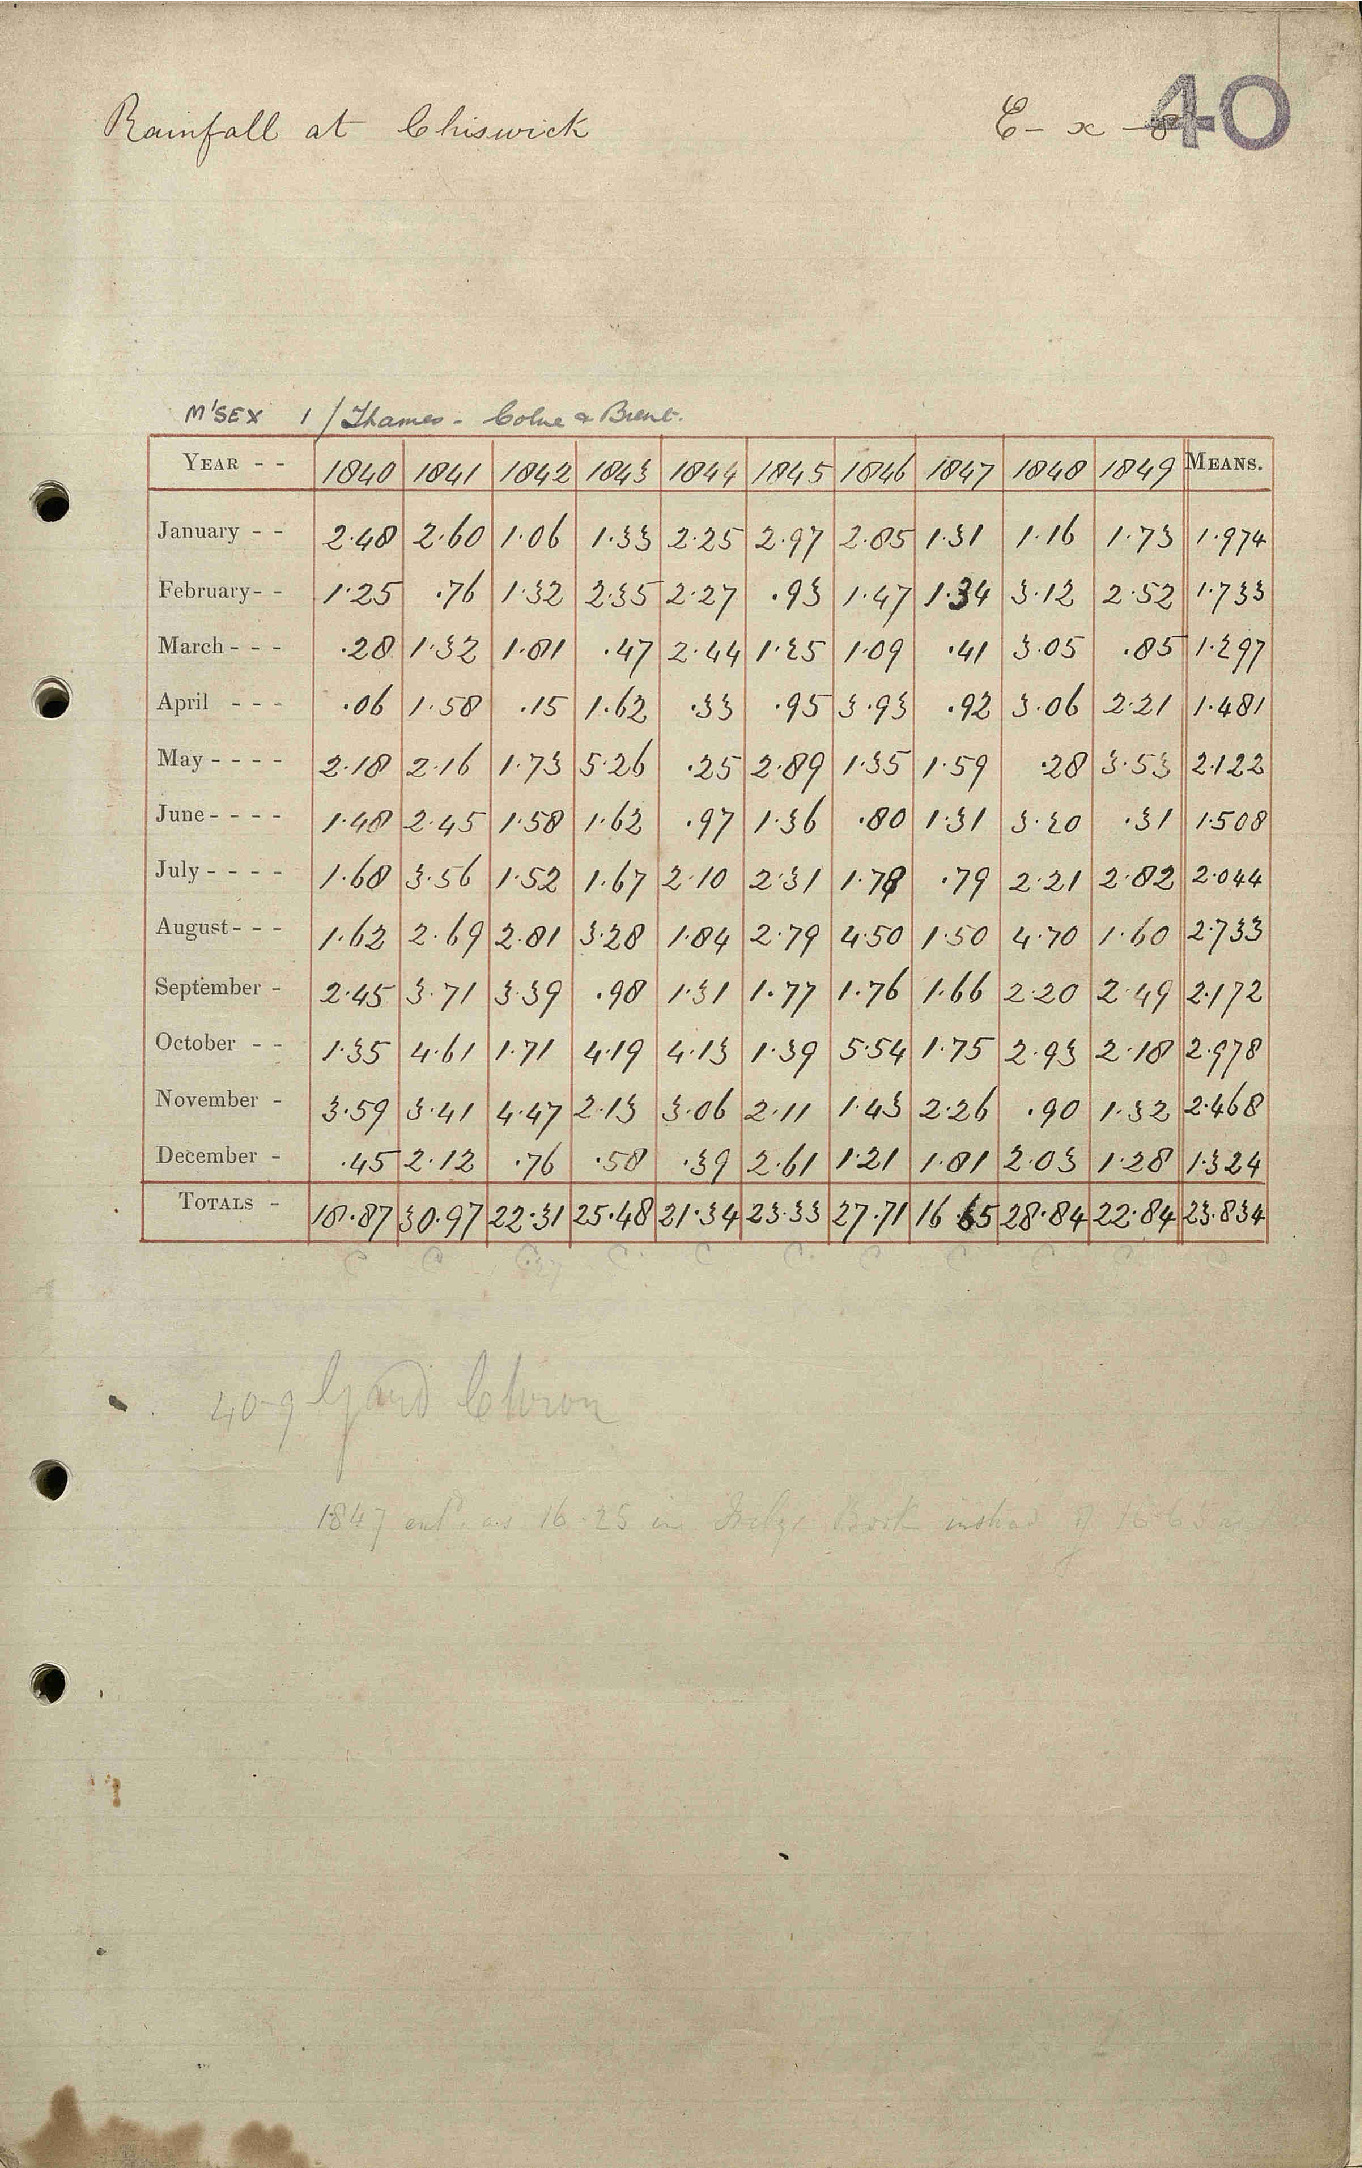 Rainfall at Chiswick E - x - 8 40
M'SEX 1 / Thames - Colne & Brent.
YEAR - - 1840 1841 1842 1843 1844 1845 1846 1847 1848 1849 MEANS.
January - - 2.48 2.60 1.06 1.33 2.25 2.97 2.85 1.31 1.16 1.73 1.974
February - - 1.25 .76 1.32 2.35 2.27 .93 1.47 1.34 3.12 2.52 1.733
March - - - .28 1.32 1.81 .47 2.44 1.25 1.09 .41 3.05 .85 1.297
April - - - .06 1.58 .15 1.62 .33 .95 3.93 .92 3.06 2.21 1.481
May - - - - 2.18 2.16 1.73 5.26 .25 2.89 1.35 1.59 .28 3.53 2.122
June - - - - 1.48 2.45 1.58 1.62 .97 1.36 .80 1.31 3.20 .31 1.508
July - - - - 1.68 3.56 1.52 1.67 2.10 2.31 1.78 .79 2.21 2.82 2.044
August - - - 1.62 2.69 2.81 3.28 1.84 2.79 4.50 1.50 4.70 1.60 2.733
September - 2.45 3.71 3.39 .98 1.31 1.77 1.76 1.66 2.20 2.49 2.172
October - - 1.35 4.61 1.71 4.19 4.13 1.39 5.54 1.75 2.93 2.18 2.978
November - 3.59 3.41 4.47 2.13 3.06 2.11 1.43 2.26 .90 1.32 2.468
December - .45 2.12 .76 .58 .39 2.61 1.21 1.81 2.03 1.28 1.324
TOTALS - 18.87 30.97 22.31 25.48 21.34 23.33 27.71 16.65 28.84 22.84 23.834
C C C C C C C C C C C
40-9 Gard Chron
1847 entd. as 16.25 in Book instead of 16.65